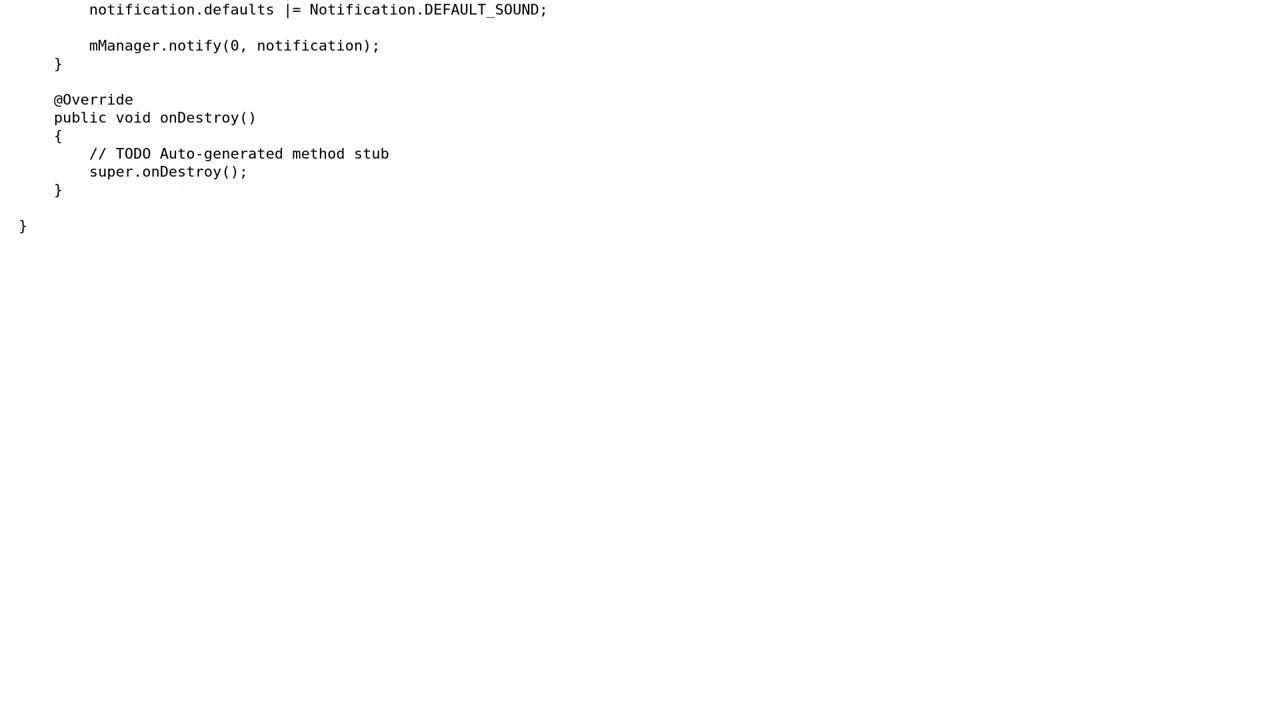 notification.defaults |= Notification.DEFAULT_SOUND;
mManager.notify(0, notification);
}
@Override
public void onDestroy()
{
// TODO Auto-generated method stub
super.onDestroy();
}
}